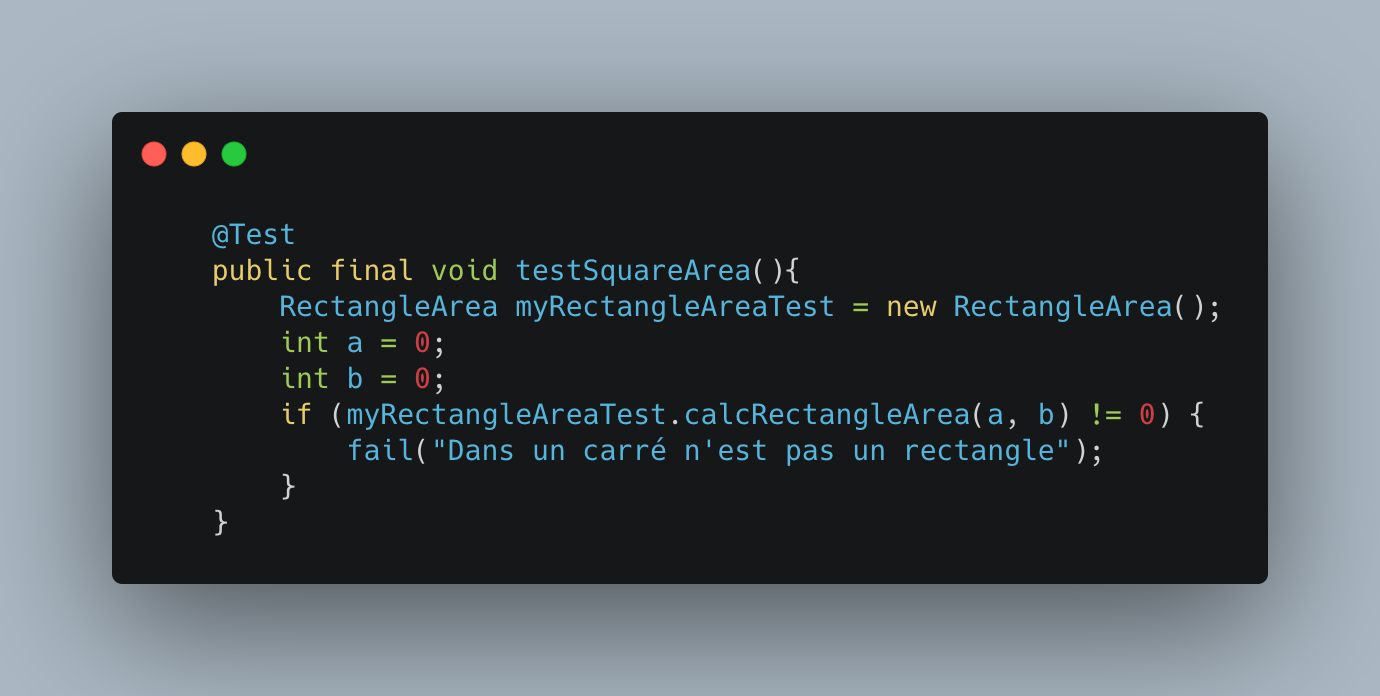 @Test
public final void testSquareArea(){
    RectangleArea myRectangleAreaTest = new RectangleArea();
    int a = 0;
    int b = 0;
    if (myRectangleAreaTest.calcRectangleArea(a, b) != 0) {
        fail("Dans un carré n'est pas un rectangle");
    }
}